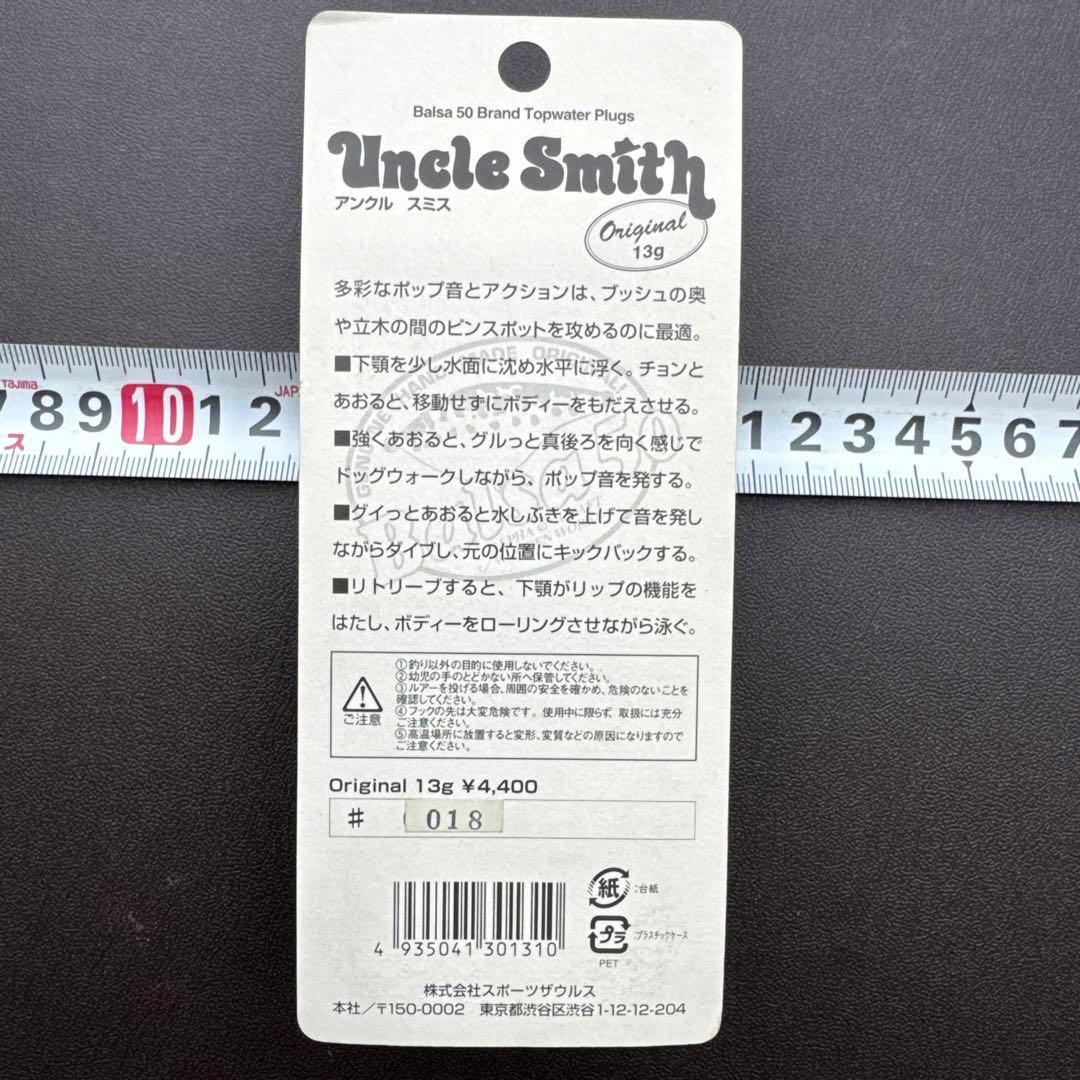 Balsa 50 Brand Topwater Plugs
Uncle Smith
アンクル スミス
Original
13g
多彩なポップ音とアクションは、ブッシュの奥
や立木の間のピンスポットを攻めるのに最適。
■下顎を少し水面に沈め水平に浮く。チョンと
あおると、移動せずにボディーをもだえさせる。
■強くあおると、グルっと真後ろを向く感じで
ドッグウォークしながら、ポップ音を発する。
■グイっとあおると水しぶきを上げて音を発し
ながらダイブし、元の位置にキックバックする。
■リトリーブすると、下顎がリップの機能を
はたし、ボディーをローリングさせながら泳ぐ。
ご注意
①釣り以外の目的に使用しないでください。
②幼児の手のとどかない所へ保管してください。
③ルアーを投げる場合、周囲の安全を確かめ、危険のないことを
確認してください。
④フックの先は大変危険です。使用中に限らず、取扱には充分
ご注意ください。
⑤高温場所に放置すると変形、変質などの原因になりますので
ご注意ください。
Original 13g ¥4,400
# 018
紙 :台紙
プラ :プラスチックケース
PET
4 935041 301310
株式会社スポーツザウルス
本社／〒150-0002 東京都渋谷区渋谷1-12-12-204
Tajima
7 8 9 10 1 2
JAP
ス
1 2 3 4 5 6 7